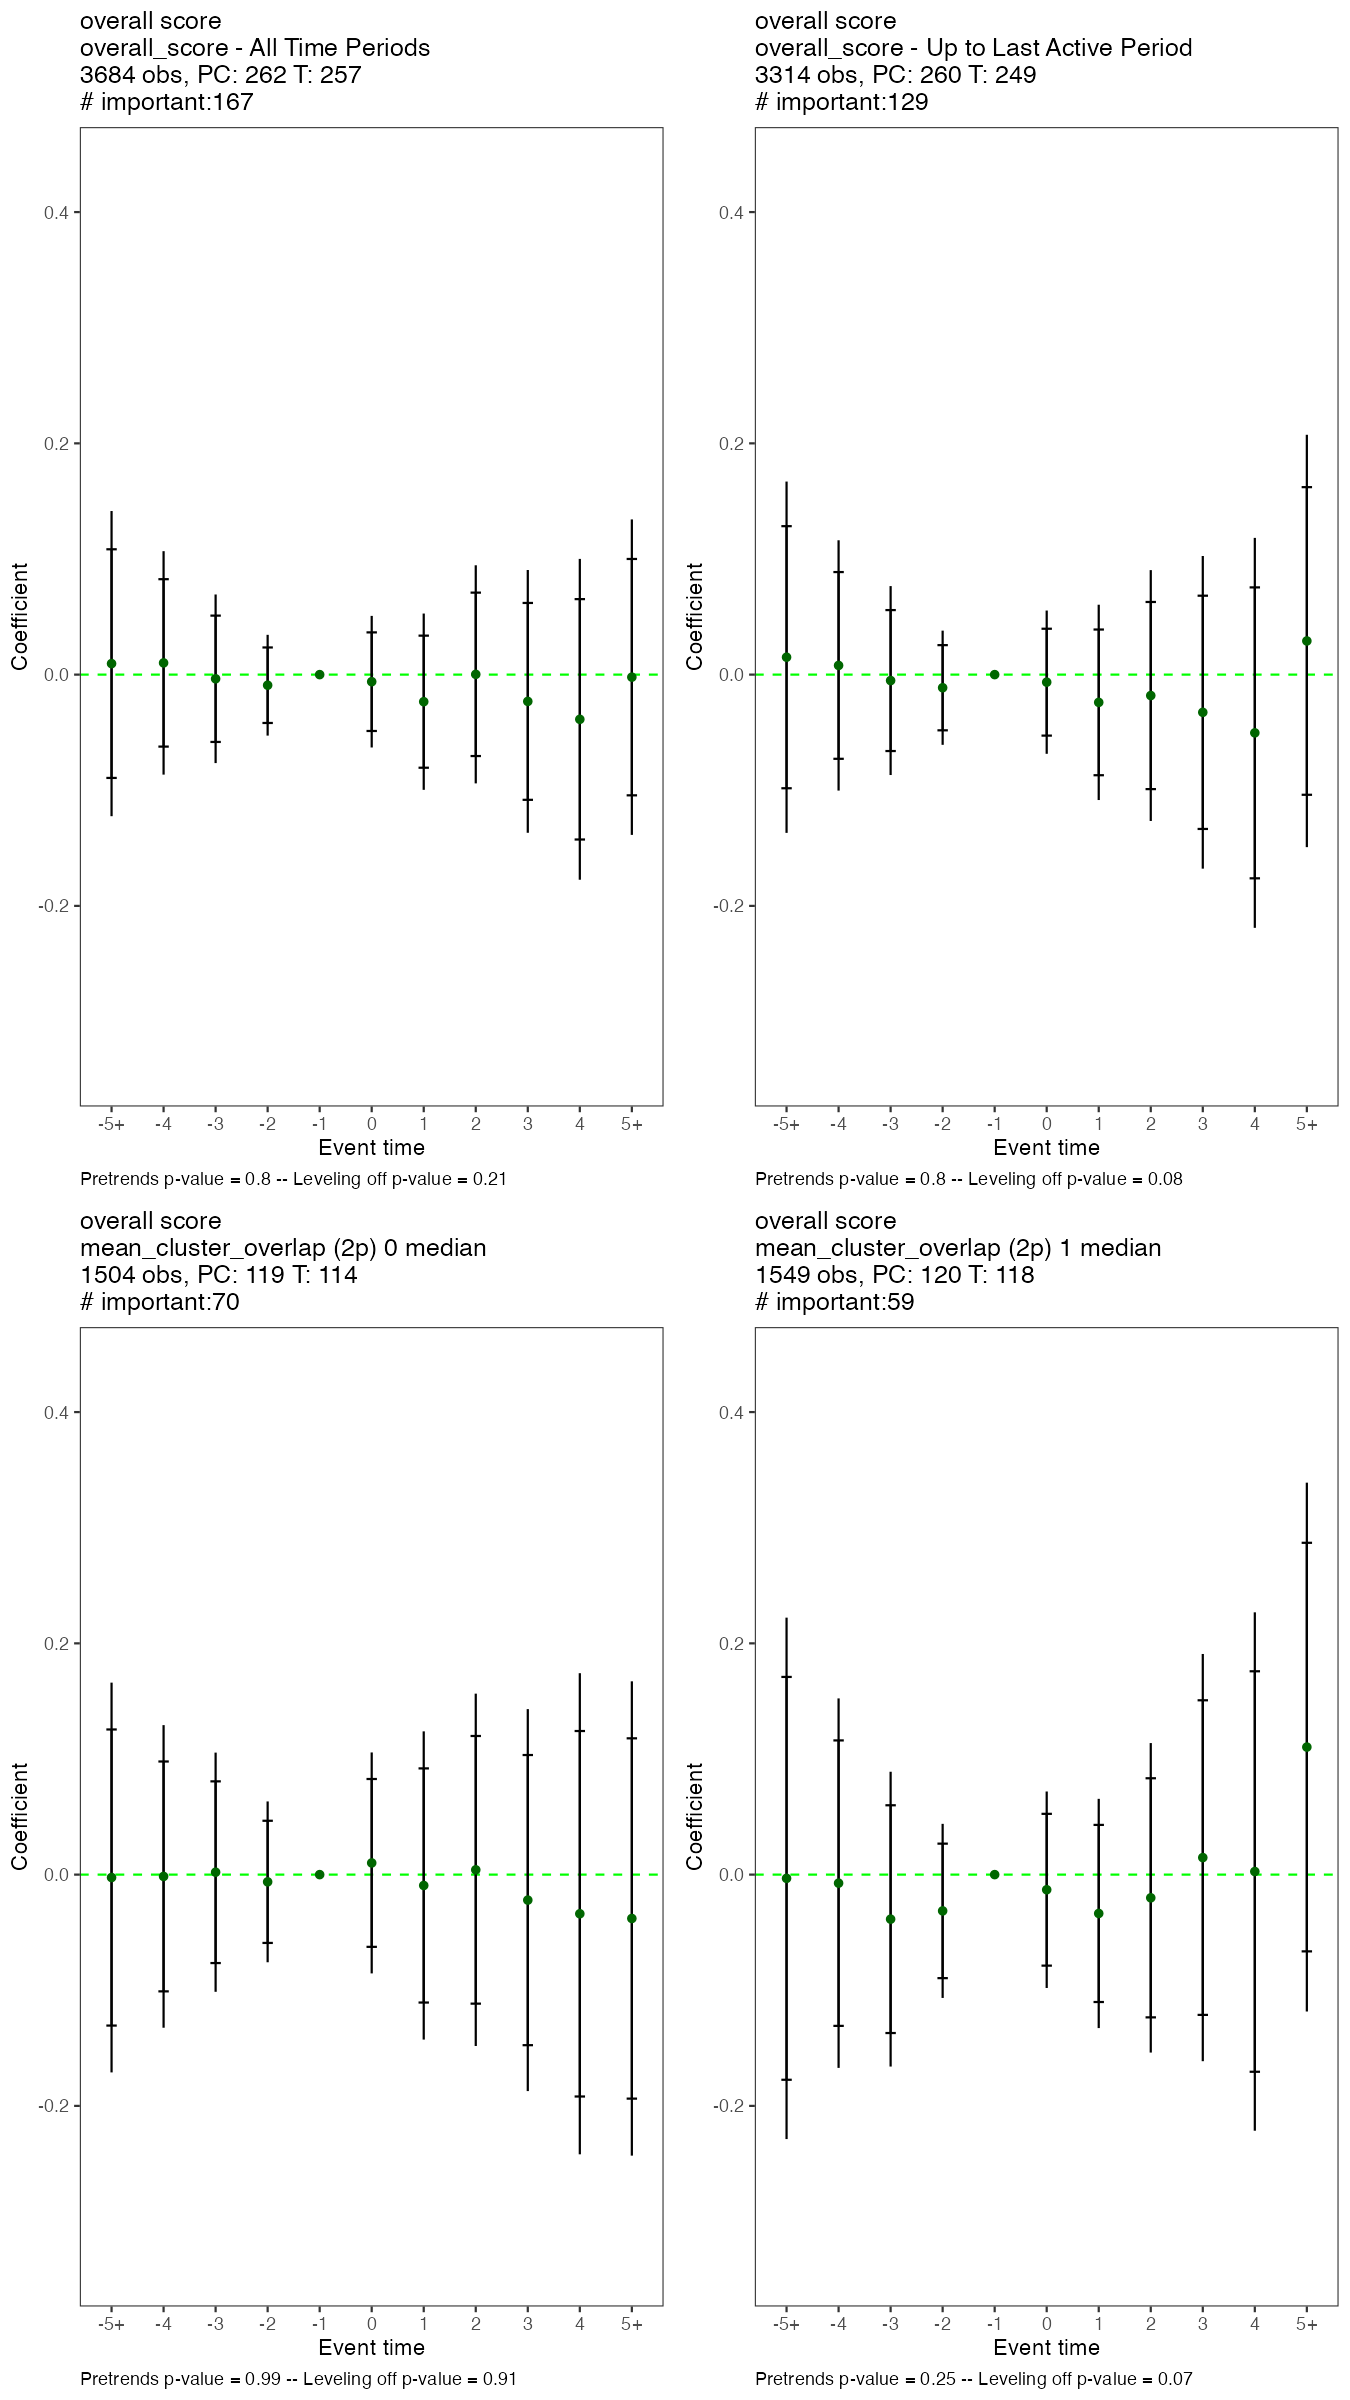 overall score
overall_score - All Time Periods
3684 obs, PC: 262 T: 257
# important:167
0.4
0.2
0.0
-0.2
Coefficient
-5+ -4 -3 -2 -1 0 1 2 3 4 5+
Event time
Pretrends p-value = 0.8 -- Leveling off p-value = 0.21
overall score
overall_score - Up to Last Active Period
3314 obs, PC: 260 T: 249
# important:129
0.4
0.2
0.0
-0.2
Coefficient
-5+ -4 -3 -2 -1 0 1 2 3 4 5+
Event time
Pretrends p-value = 0.8 -- Leveling off p-value = 0.08
overall score
mean_cluster_overlap (2p) 0 median
1504 obs, PC: 119 T: 114
# important:70
0.4
0.2
0.0
-0.2
Coefficient
-5+ -4 -3 -2 -1 0 1 2 3 4 5+
Event time
Pretrends p-value = 0.99 -- Leveling off p-value = 0.91
overall score
mean_cluster_overlap (2p) 1 median
1549 obs, PC: 120 T: 118
# important:59
0.4
0.2
0.0
-0.2
Coefficient
-5+ -4 -3 -2 -1 0 1 2 3 4 5+
Event time
Pretrends p-value = 0.25 -- Leveling off p-value = 0.07